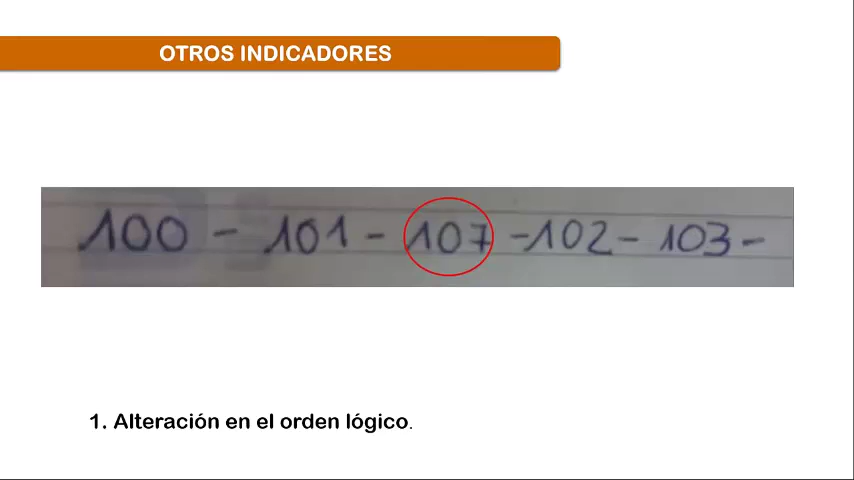 OTROS INDICADORES
100 - 101 - 107 - 102 - 103 -
1. Alteración en el orden lógico.